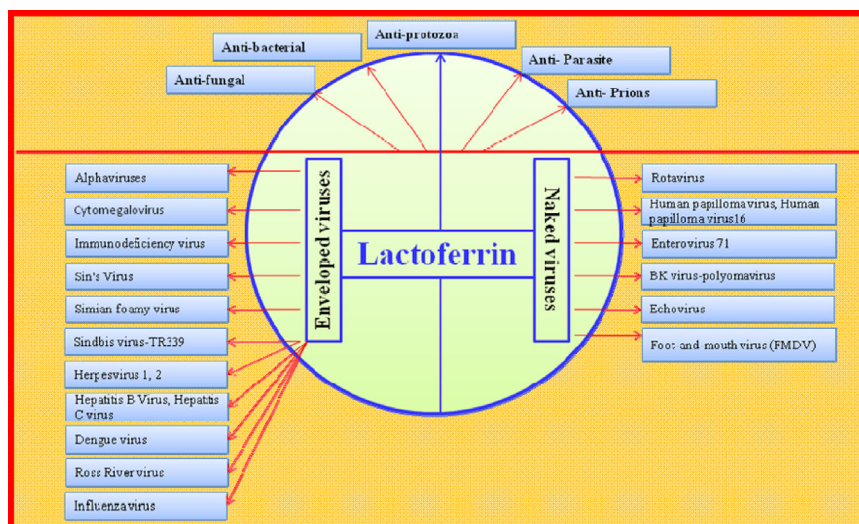 Anti-protozoa
Anti-bacterial
Anti- Parasite
Anti-fungal
Anti- Prions
Enveloped viruses
Lactoferrin
Naked viruses
Alphaviruses
Cytomegalovirus
Immunodeficiency virus
Sin's Virus
Simian foamy virus
Sindbis virus-TR339
Herpesvirus 1, 2
Hepatitis B Virus, Hepatitis
C virus
Dengue virus
Ross River virus
Influenza virus
Rotavirus
Human papilloma virus, Human
papilloma virus16
Enterovirus 71
BK virus-polyomavirus
Echovirus
Foot and mouth virus (FMDV)